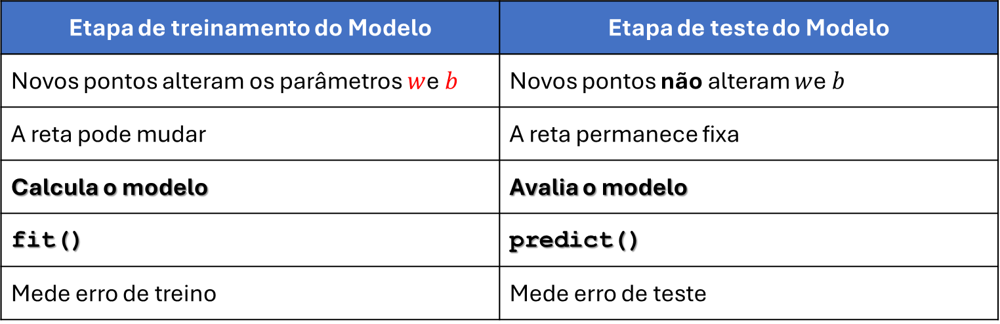 Etapa de treinamento do Modelo
Etapa de teste do Modelo
Novos pontos alteram os parâmetros w e b
Novos pontos não alteram w e b
A reta pode mudar
A reta permanece fixa
Calcula o modelo
Avalia o modelo
fit()
predict()
Mede erro de treino
Mede erro de teste